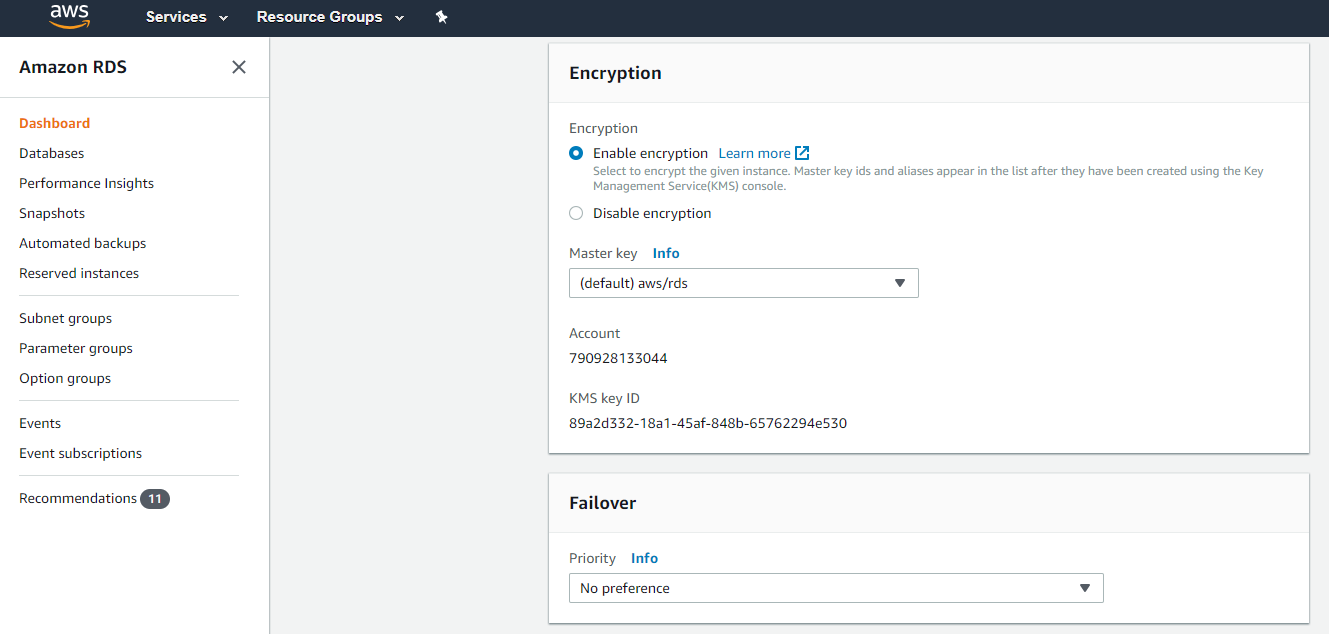 aws
Services
Resource Groups
Amazon RDS
Dashboard
Databases
Performance Insights
Snapshots
Automated backups
Reserved instances
Subnet groups
Parameter groups
Option groups
Events
Event subscriptions
Recommendations 11
Encryption
Encryption
Enable encryption Learn more
Select to encrypt the given instance. Master key ids and aliases appear in the list after they have been created using the Key
Management Service(KMS) console.
Disable encryption
Master key Info
(default) aws/rds
Account
790928133044
KMS key ID
89a2d332-18a1-45af-848b-65762294e530
Failover
Priority Info
No preference